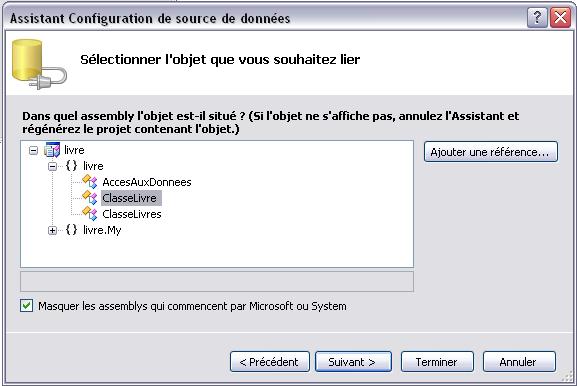 Assistant Configuration de source de données
Sélectionner l'objet que vous souhaitez lier
Dans quel assembly l'objet est-il situé ? (Si l'objet ne s'affiche pas, annulez l'Assistant et
régénérez le projet contenant l'objet.)
livre
{} livre
AccesAuxDonnees
ClasseLivre
ClasseLivres
{} livre.My
Ajouter une référence...
Masquer les assemblys qui commencent par Microsoft ou System
< Précédent
Suivant >
Terminer
Annuler